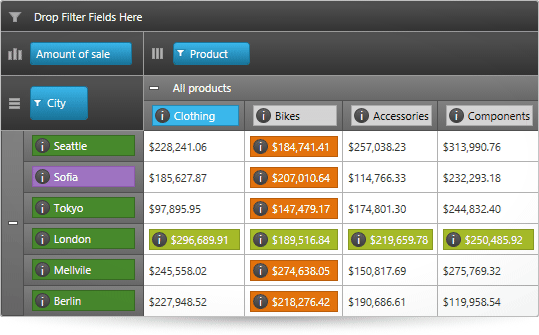 Drop Filter Fields Here
Amount of sale Product
City All products
Clothing Bikes Accessories Components
Seattle $228,241.06 $184,741.41 $257,038.23 $313,990.76
Sofia $185,627.87 $207,010.64 $114,766.33 $232,293.18
Tokyo $97,895.95 $147,479.17 $174,801.30 $244,832.40
London $296,689.91 $189,516.84 $219,659.78 $250,485.92
Mellvile $245,558.02 $274,638.05 $150,817.69 $275,769.32
Berlin $227,948.52 $218,276.42 $190,686.61 $119,958.54